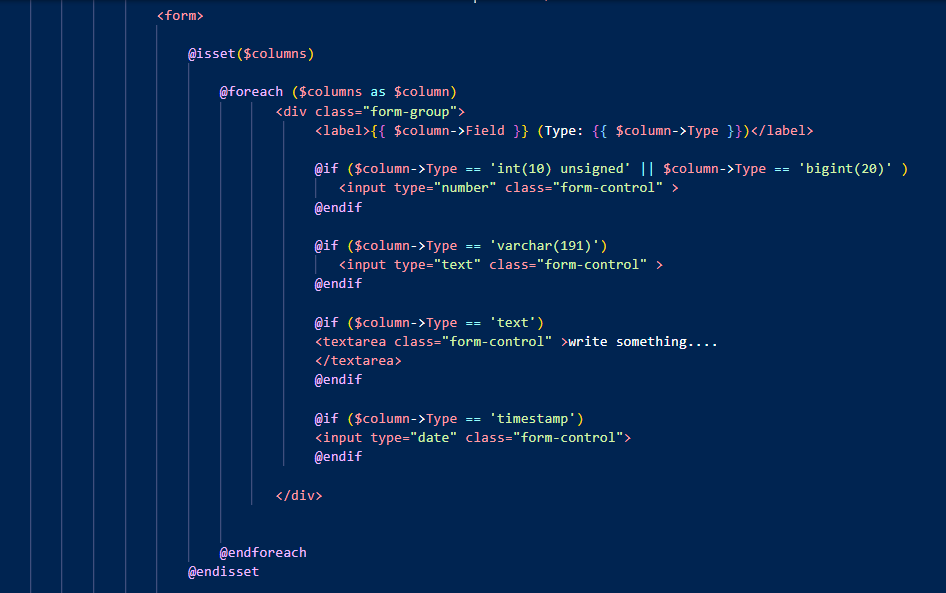 <form>
@isset($columns)
@foreach ($columns as $column)
<div class="form-group">
<label>{{ $column->Field }} (Type: {{ $column->Type }})</label>
@if ($column->Type == 'int(10) unsigned' || $column->Type == 'bigint(20)' )
<input type="number" class="form-control" >
@endif
@if ($column->Type == 'varchar(191)')
<input type="text" class="form-control" >
@endif
@if ($column->Type == 'text')
<textarea class="form-control" >write something....
</textarea>
@endif
@if ($column->Type == 'timestamp')
<input type="date" class="form-control">
@endif
</div>
@endforeach
@endisset